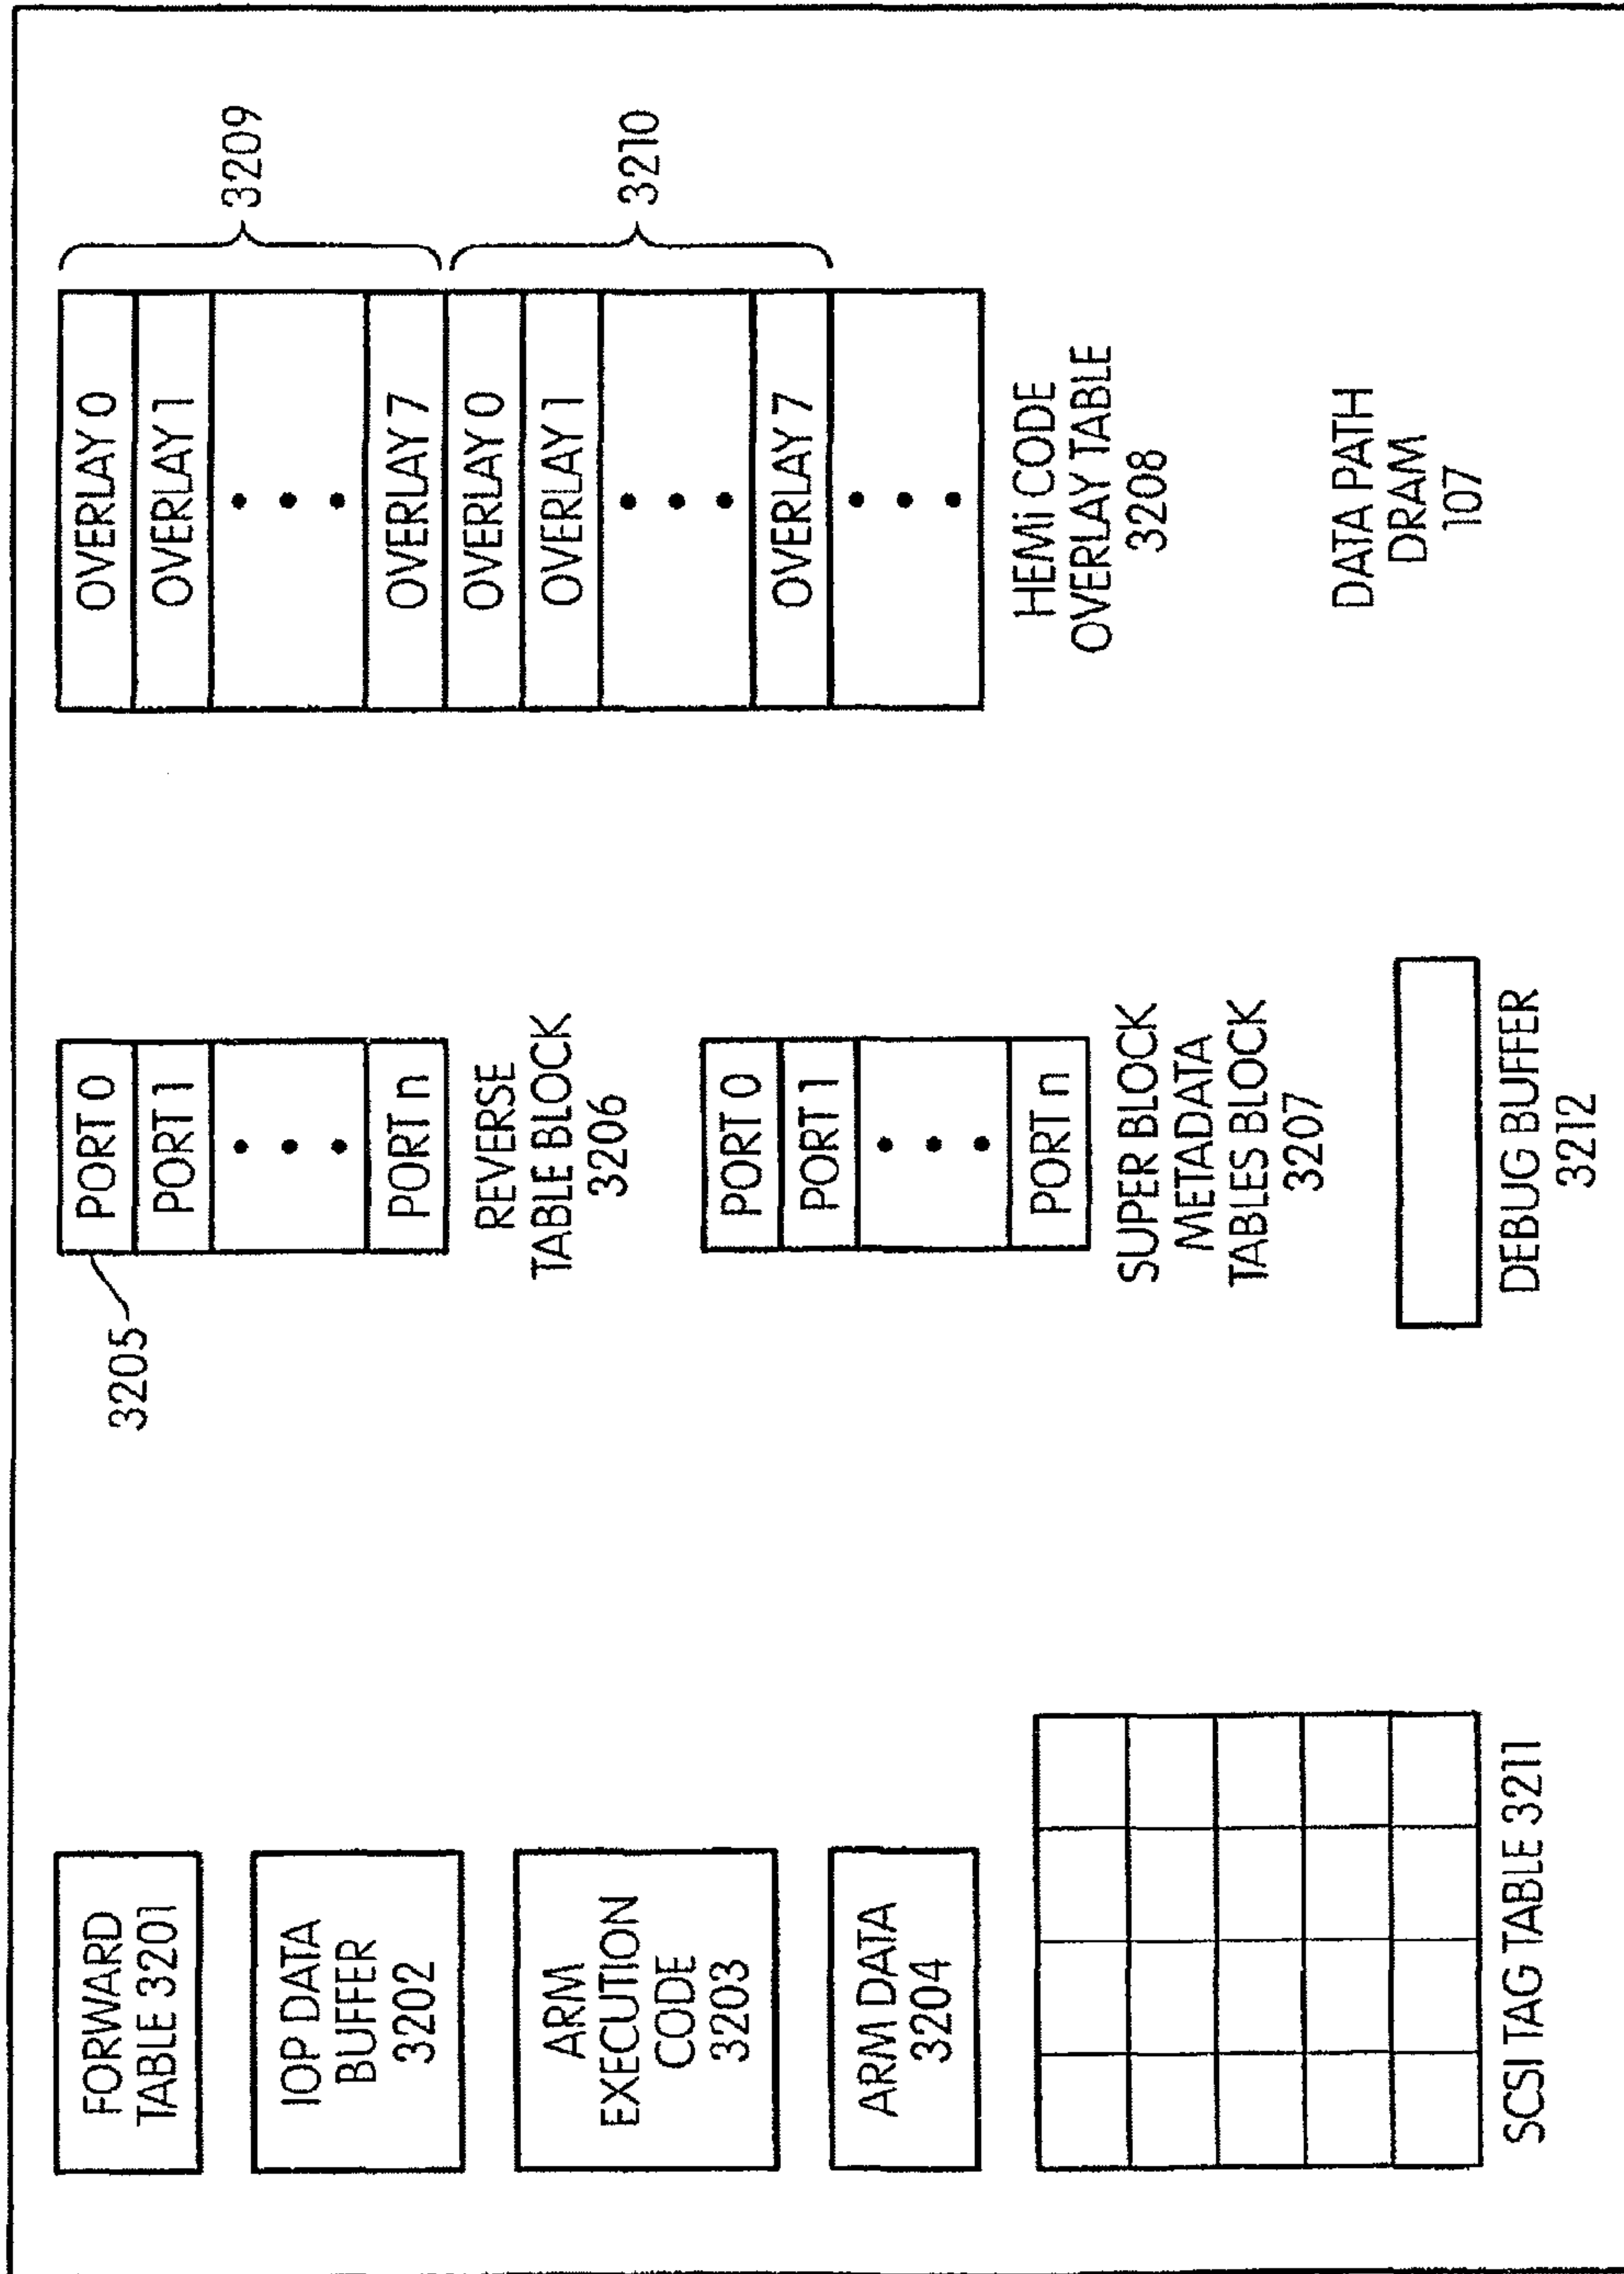 FORWARD
TABLE 3201
IOP DATA
BUFFER
3202
ARM
EXECUTION
CODE
3203
ARM DATA
3204
SCSI TAG TABLE 3211
3205
PORT 0
PORT 1
PORT n
REVERSE
TABLE BLOCK
3206
PORT 0
PORT 1
PORT n
SUPER BLOCK
METADATA
TABLES BLOCK
3207
DEBUG BUFFER
3212
OVERLAY 0
OVERLAY 1
OVERLAY 7
OVERLAY 0
OVERLAY 1
OVERLAY 7
3209
3210
HEMi CODE
OVERLAY TABLE
3208
DATA PATH
DRAM
107